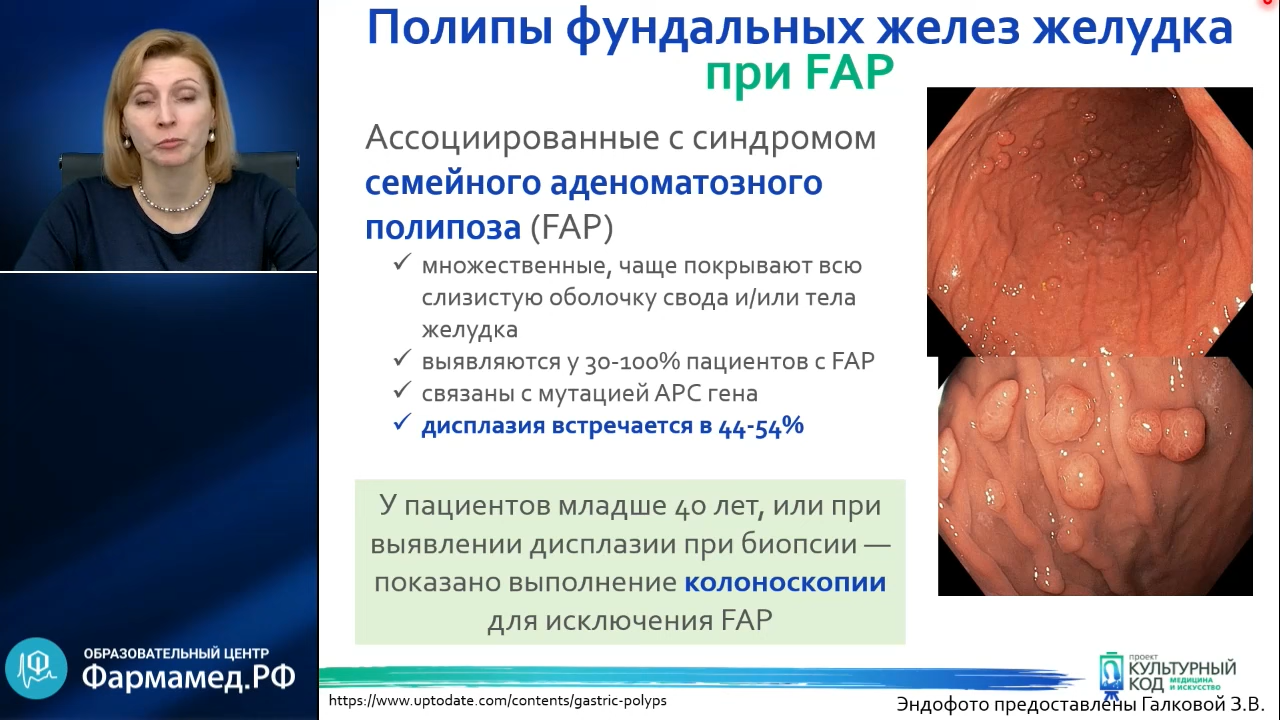 Полипы фундальных желез желудка
при FAP
Ассоциированные с синдромом
семейного аденоматозного
полипоза (FAP)
✓ множественные, чаще покрывают всю
слизистую оболочку свода и/или тела
желудка
✓ выявляются у 30-100% пациентов с FAP
✓ связаны с мутацией APC гена
✓ дисплазия встречается в 44-54%
У пациентов младше 40 лет, или при
выявлении дисплазии при биопсии —
показано выполнение колоноскопии
для исключения FAP
ОБРАЗОВАТЕЛЬНЫЙ ЦЕНТР
Фармамед.РФ
проект
КУЛЬТУРНЫЙ
КОД МЕДИЦИНА
И ИСКУССТВО
https://www.uptodate.com/contents/gastric-polyps
Эндофото предоставлены Галковой З.В.